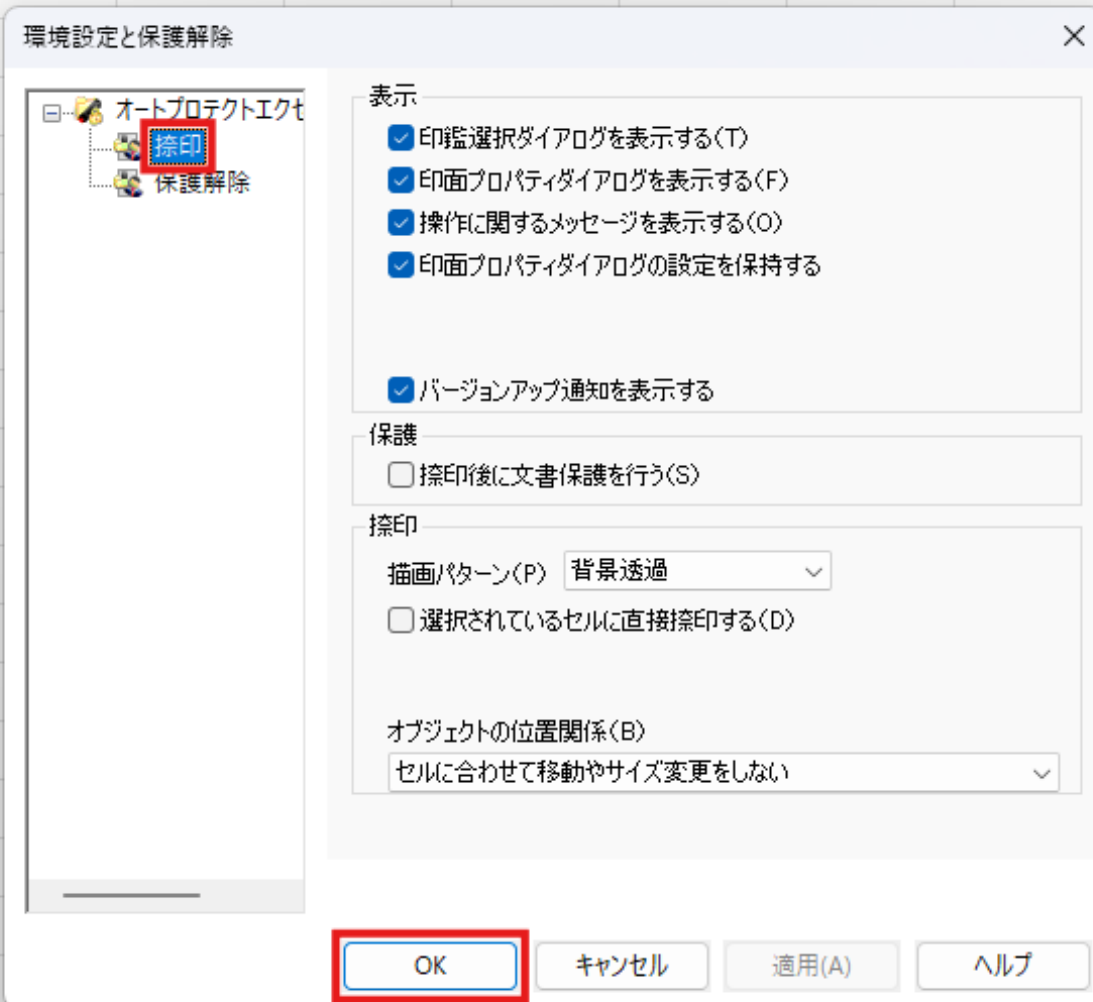 環境設定と保護解除
オートプロテクトエクセ
捺印
保護解除
表示
印鑑選択ダイアログを表示する(T)
印面プロパティダイアログを表示する(F)
操作に関するメッセージを表示する(O)
印面プロパティダイアログの設定を保持する
バージョンアップ通知を表示する
保護
捺印後に文書保護を行う(S)
捺印
描画パターン(P) 背景透過
選択されているセルに直接捺印する(D)
オブジェクトの位置関係(B)
セルに合わせて移動やサイズ変更をしない
OK キャンセル 適用(A) ヘルプ